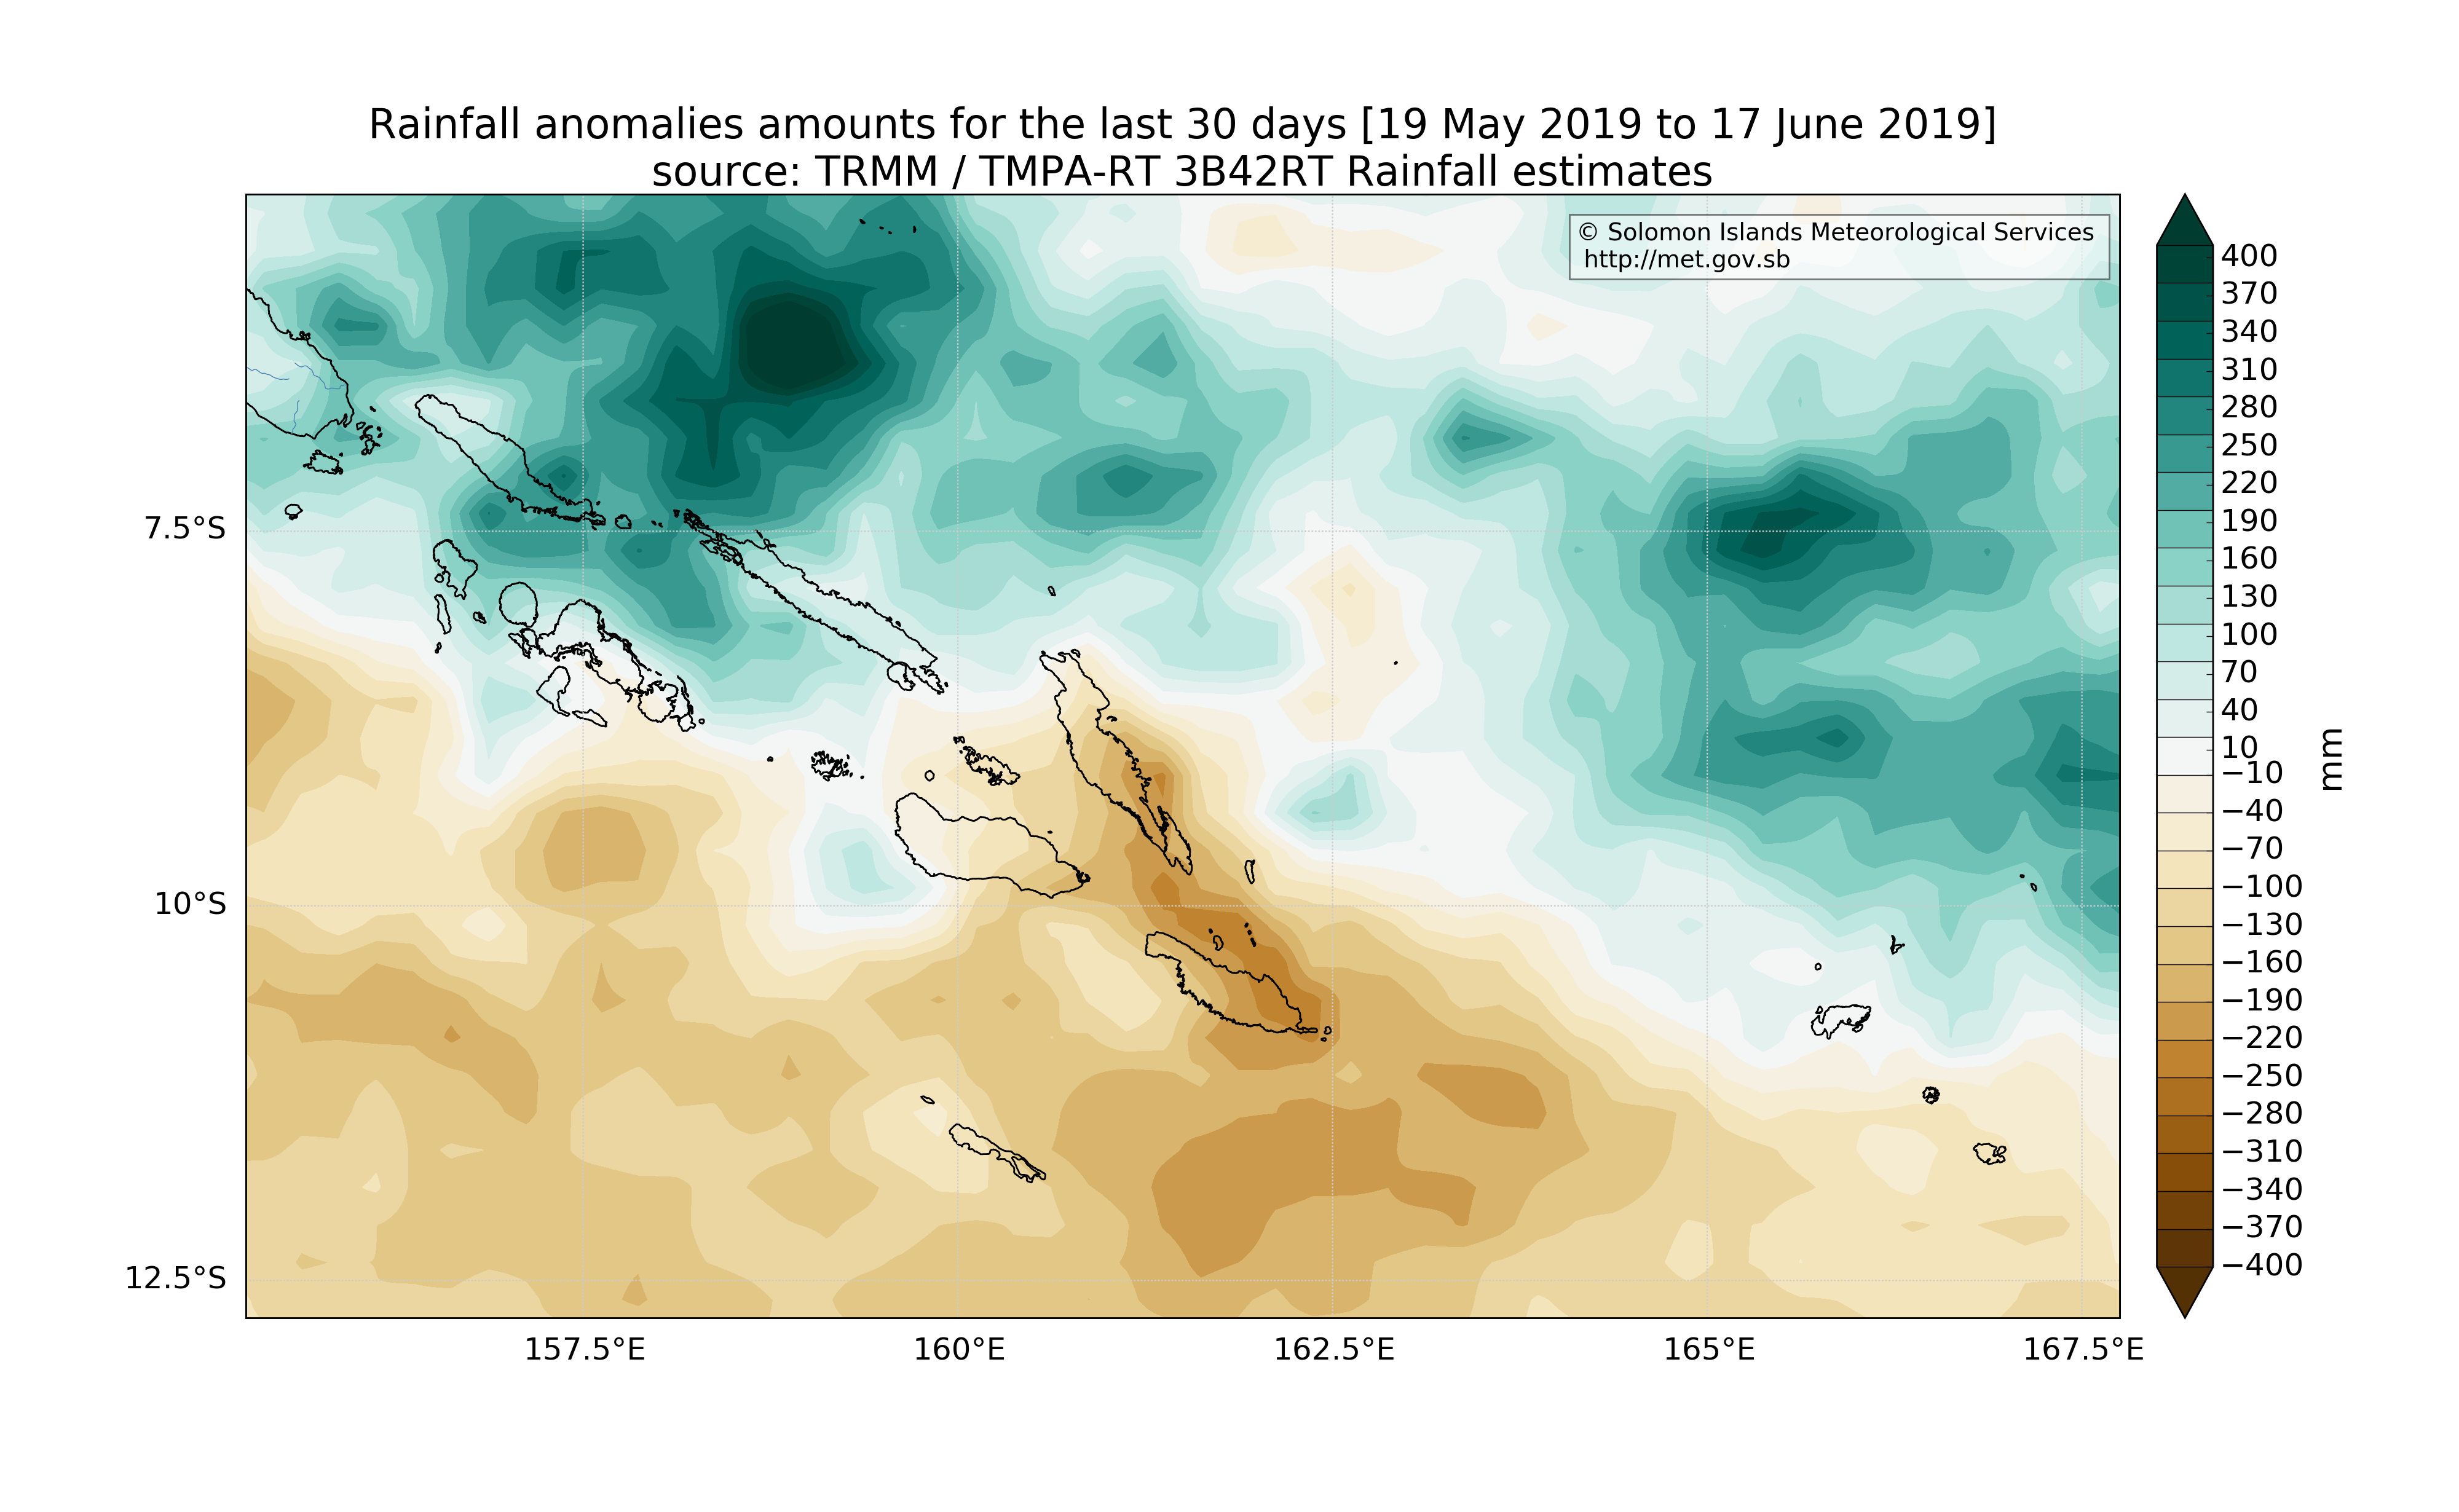 Rainfall anomalies amounts for the last 30 days [19 May 2019 to 17 June 2019]
source: TRMM / TMPA-RT 3B42RT Rainfall estimates
© Solomon Islands Meteorological Services
http://met.gov.sb
7.5°S
10°S
12.5°S
157.5°E
160°E
162.5°E
165°E
167.5°E
400
370
340
310
280
250
220
190
160
130
100
70
40
10
−10
−40
−70
−100
−130
−160
−190
−220
−250
−280
−310
−340
−370
−400
mm